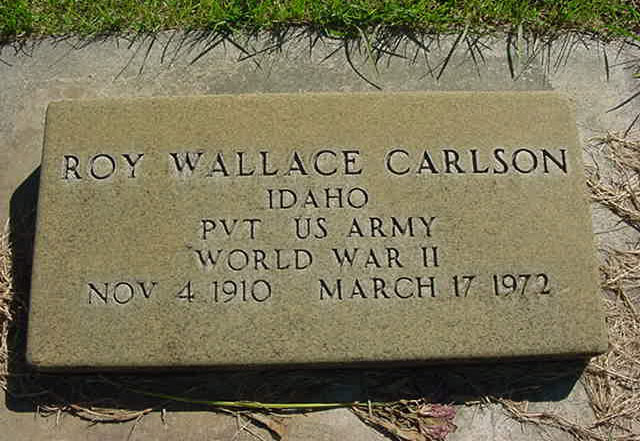 ROY WALLACE CARLSON
IDAHO
PVT US ARMY
WORLD WAR II
NOV 4 1910 MARCH 17 1972